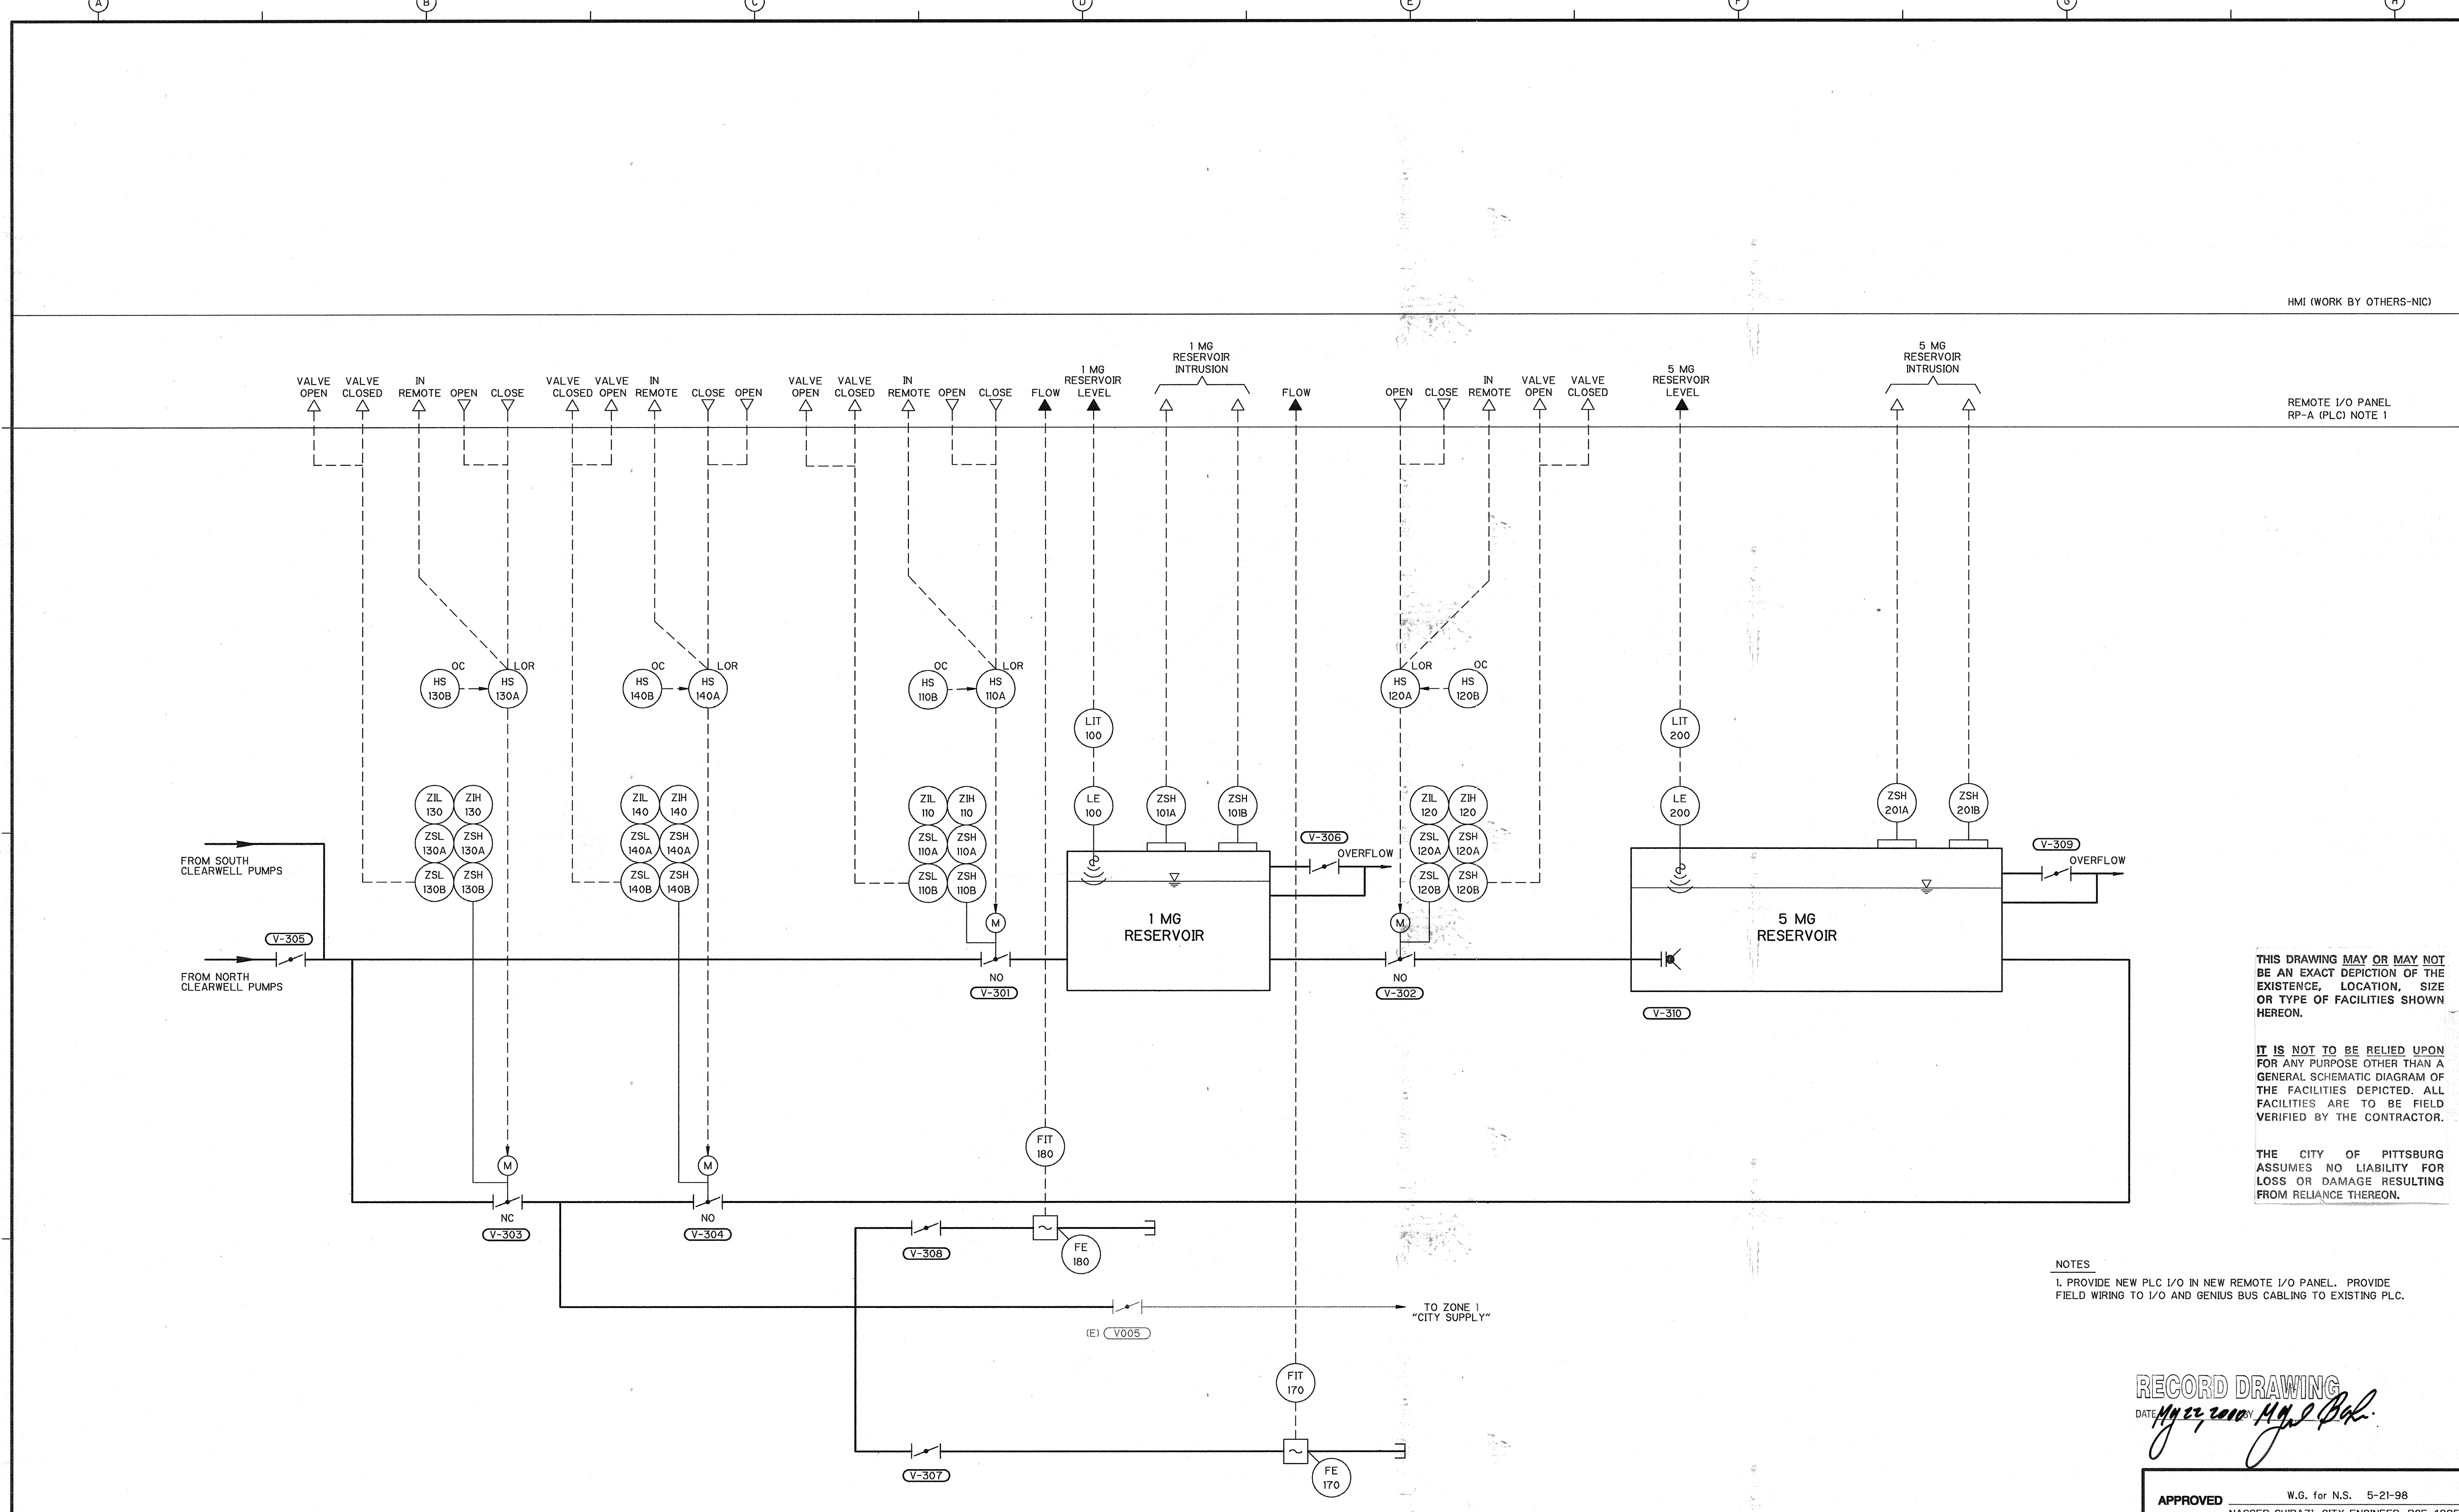 A B C D E F G H
HMI (WORK BY OTHERS-NIC)
VALVE OPEN
VALVE CLOSED
IN REMOTE
OPEN
CLOSE
VALVE CLOSED
VALVE OPEN
IN REMOTE
CLOSE
OPEN
VALVE OPEN
VALVE CLOSED
IN REMOTE
OPEN
CLOSE
FLOW
1 MG
RESERVOIR
LEVEL
1 MG
RESERVOIR
INTRUSION
FLOW
OPEN
CLOSE
IN REMOTE
VALVE OPEN
VALVE CLOSED
5 MG
RESERVOIR
LEVEL
5 MG
RESERVOIR
INTRUSION
REMOTE I/O PANEL
RP-A (PLC) NOTE 1
OC
HS 130B
LOR
HS 130A
OC
HS 140B
LOR
HS 140A
OC
HS 110B
LOR
HS 110A
LOR
HS 120A
OC
HS 120B
LIT 100
LIT 200
ZIL 130
ZIH 130
ZSL 130A
ZSH 130A
ZSL 130B
ZSH 130B
ZIL 140
ZIH 140
ZSL 140A
ZSH 140A
ZSL 140B
ZSH 140B
ZIL 110
ZIH 110
ZSL 110A
ZSH 110A
ZSL 110B
ZSH 110B
LE 100
ZSH 101A
ZSH 101B
ZIL 120
ZIH 120
ZSL 120A
ZSH 120A
ZSL 120B
ZSH 120B
LE 200
ZSH 201A
ZSH 201B
V-306
OVERFLOW
V-309
OVERFLOW
FROM SOUTH
CLEARWELL PUMPS
V-305
FROM NORTH
CLEARWELL PUMPS
M
NO
V-301
1 MG
RESERVOIR
M
NO
V-302
5 MG
RESERVOIR
V-310
M
NC
V-303
M
NO
V-304
FIT 180
V-308
FE 180
(E) V005
TO ZONE 1
"CITY SUPPLY"
FIT 170
V-307
FE 170
THIS DRAWING MAY OR MAY NOT
BE AN EXACT DEPICTION OF THE
EXISTENCE, LOCATION, SIZE
OR TYPE OF FACILITIES SHOWN
HEREON.
IT IS NOT TO BE RELIED UPON
FOR ANY PURPOSE OTHER THAN A
GENERAL SCHEMATIC DIAGRAM OF
THE FACILITIES DEPICTED. ALL
FACILITIES ARE TO BE FIELD
VERIFIED BY THE CONTRACTOR.
THE CITY OF PITTSBURG
ASSUMES NO LIABILITY FOR
LOSS OR DAMAGE RESULTING
FROM RELIANCE THEREON.
NOTES
1. PROVIDE NEW PLC I/O IN NEW REMOTE I/O PANEL. PROVIDE
FIELD WIRING TO I/O AND GENIUS BUS CABLING TO EXISTING PLC.
RECORD DRAWING
DATE May 22, 2000 BY
APPROVED W.G. for N.S. 5-21-98